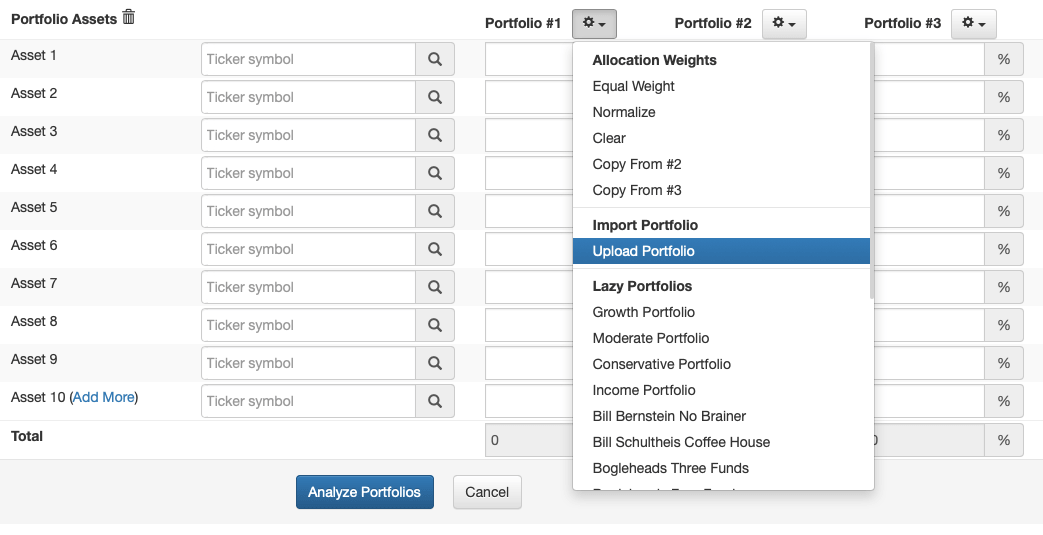 Portfolio Assets
Portfolio #1
Portfolio #2
Portfolio #3
Asset 1
Ticker symbol
%
Asset 2
Ticker symbol
%
Asset 3
Ticker symbol
%
Asset 4
Ticker symbol
%
Asset 5
Ticker symbol
%
Asset 6
Ticker symbol
%
Asset 7
Ticker symbol
%
Asset 8
Ticker symbol
%
Asset 9
Ticker symbol
%
Asset 10 (Add More)
Ticker symbol
%
Total
0
%
Allocation Weights
Equal Weight
Normalize
Clear
Copy From #2
Copy From #3
Import Portfolio
Upload Portfolio
Lazy Portfolios
Growth Portfolio
Moderate Portfolio
Conservative Portfolio
Income Portfolio
Bill Bernstein No Brainer
Bill Schultheis Coffee House
Bogleheads Three Funds
Analyze Portfolios
Cancel